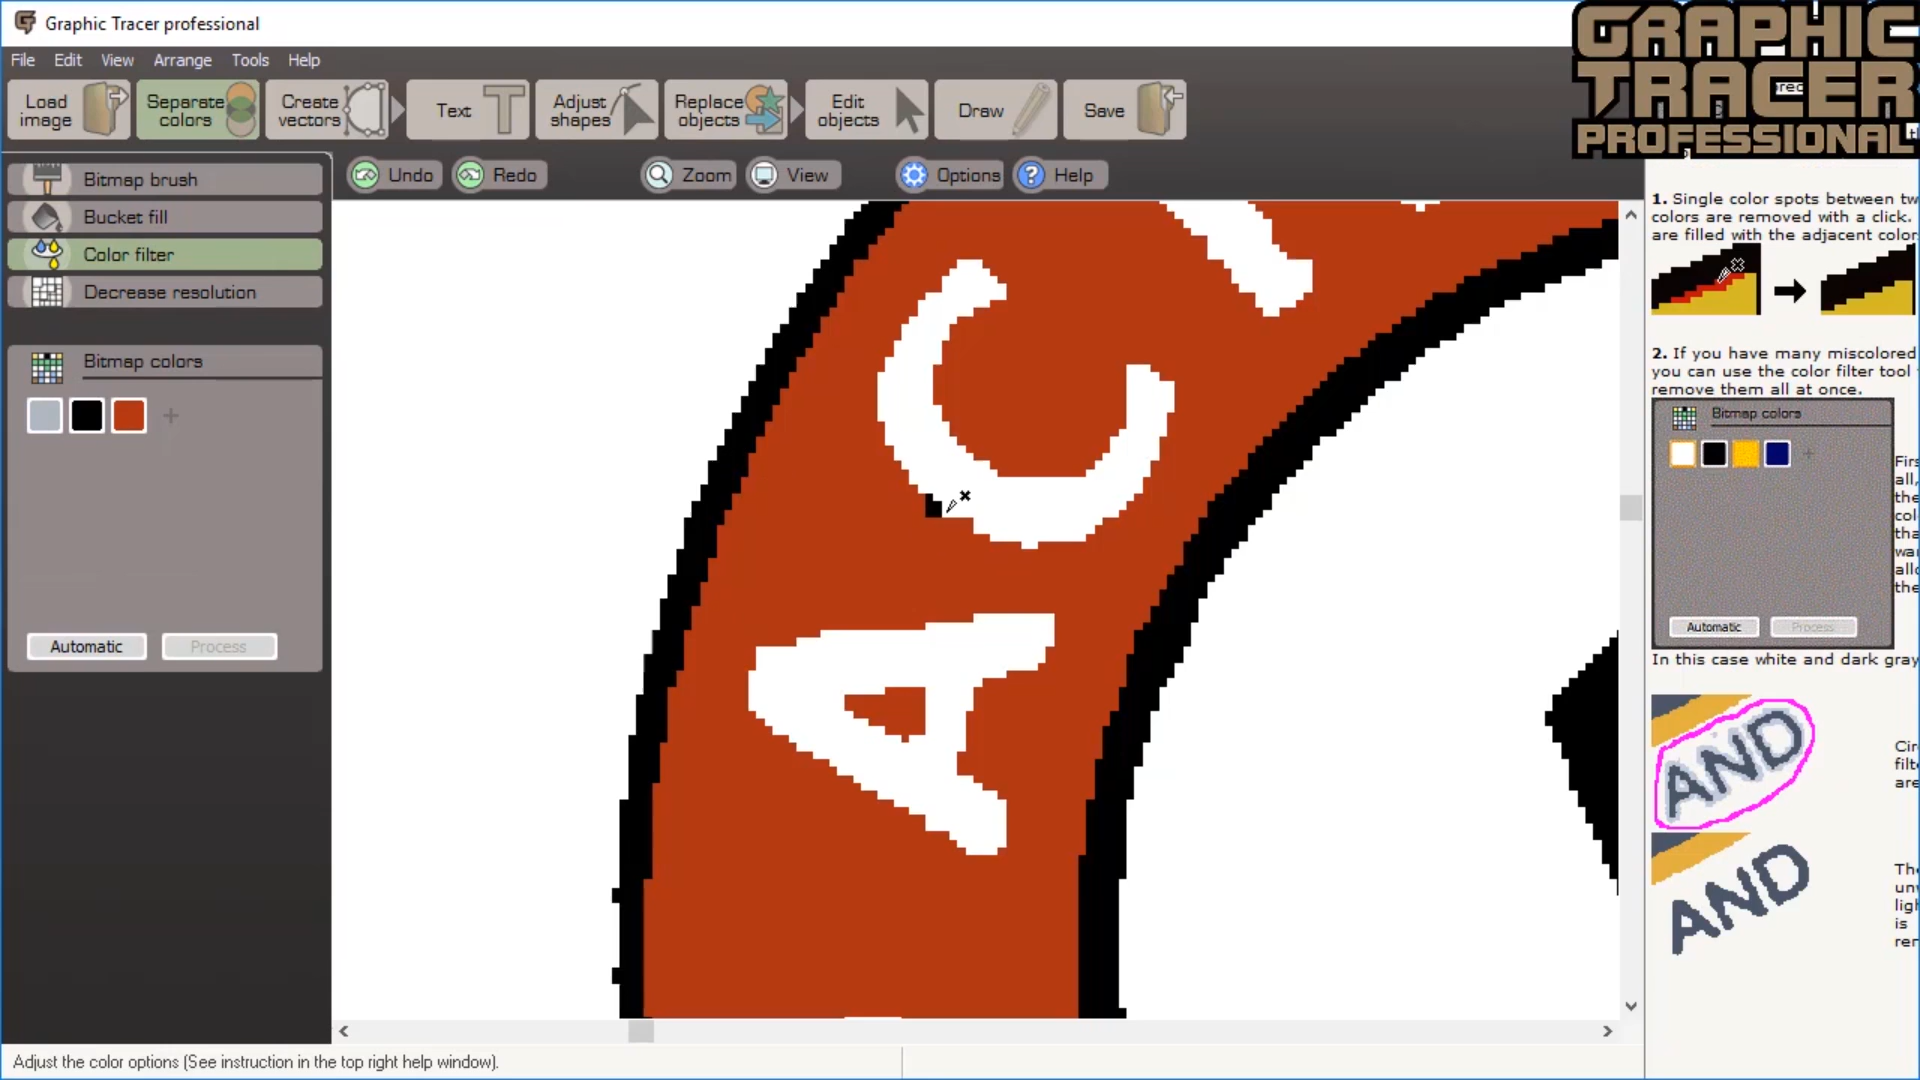 Graphic Tracer professional
GRAPHIC
TRACER
PROFESSIONAL
File Edit View Arrange Tools Help
Load image
Separate colors
Create vectors
Text
Adjust shapes
Replace objects
Edit objects
Draw
Save
Undo Redo Zoom View Options Help
Bitmap brush
Bucket fill
Color filter
Decrease resolution
Bitmap colors
Automatic Process
A C
1. Single color spots between tw
colors are removed with a click.
are filled with the adjacent color
2. If you have many miscolored
you can use the color filter tool
remove them all at once.
Bitmap colors
Automatic Process
In this case white and dark gray
AND
AND
Adjust the color options (See instruction in the top right help window).